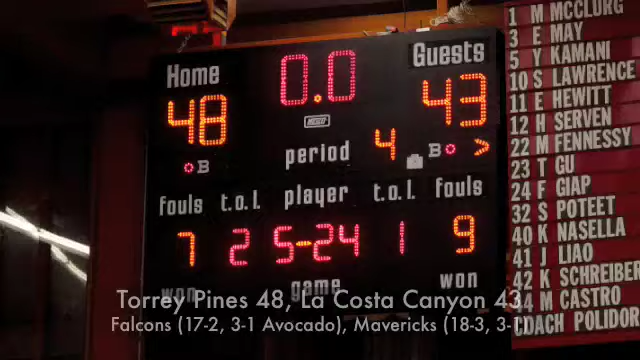 Home 0.0 Guests
48 43
B period 4 B >
fouls t.o.l. player t.o.l. fouls
7 2 5-24 1 9
won game won
1 M MCCLURG
3 E MAY
5 Y KAMANI
10 S LAWRENCE
11 E HEWITT
12 H SERVEN
22 M FENNESSY
23 T GU
24 F GIAP
32 S POTEET
40 K NASELLA
41 J LIAO
42 K SCHREIBER
M CASTRO
COACH POLIDOR
Torrey Pines 48, La Costa Canyon 43
Falcons (17-2, 3-1 Avocado), Mavericks (18-3, 3-1)